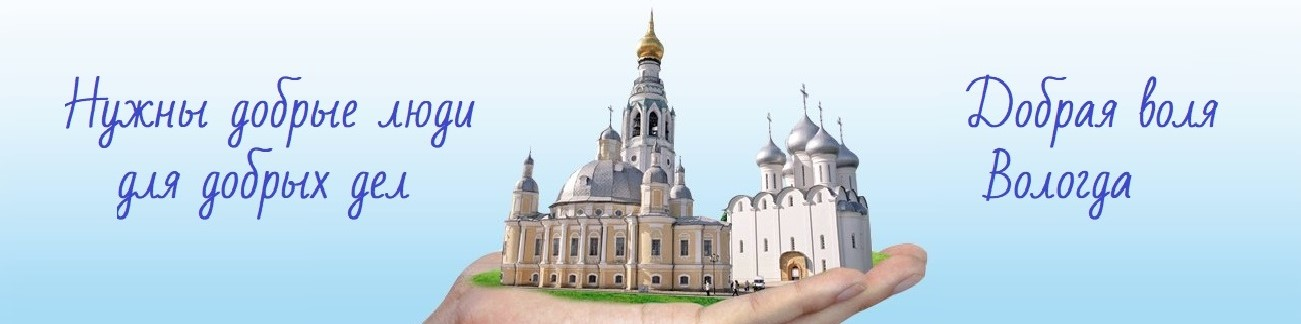 Нужны добрые люди
для добрых дел
Добрая воля
Вологда